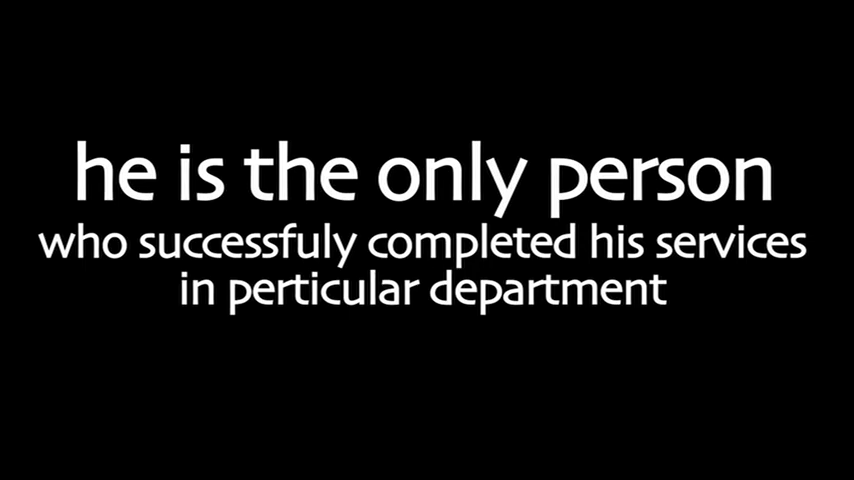 he is the only person
who successfuly completed his services
in perticular department